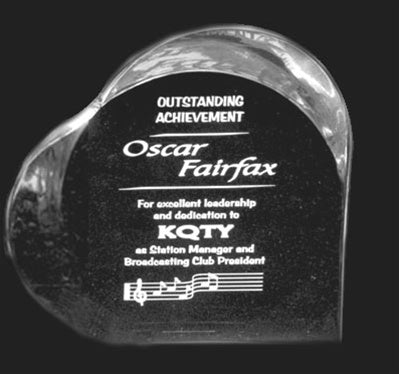 OUTSTANDING
ACHIEVEMENT
Oscar
Fairfax
For excellent leadership
and dedication to
KQTY
as Station Manager and
Broadcasting Club President